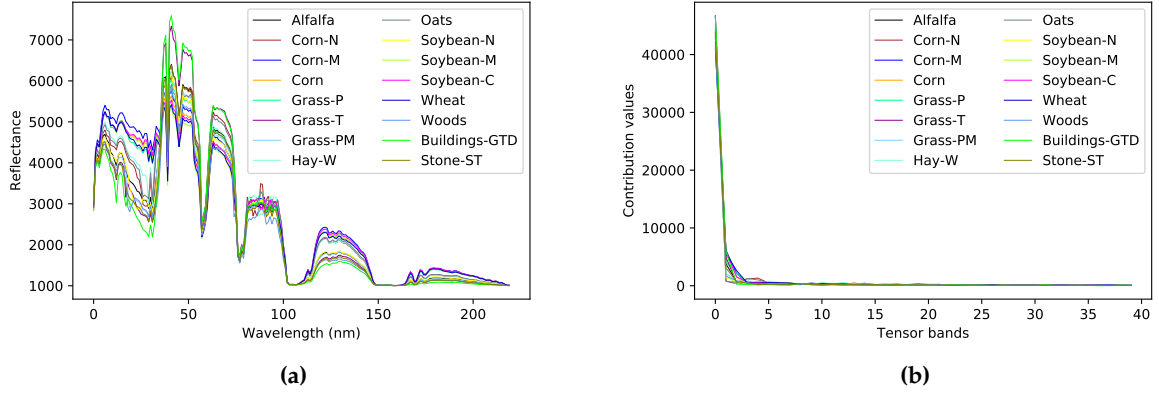 7000
6000
5000
4000
3000
2000
1000
Reflectance
0
50
100
150
200
Wavelength (nm)
Alfalfa
Corn-N
Corn-M
Corn
Grass-P
Grass-T
Grass-PM
Hay-W
Oats
Soybean-N
Soybean-M
Soybean-C
Wheat
Woods
Buildings-GTD
Stone-ST
(a)
40000
30000
20000
10000
0
Contribution values
0
5
10
15
20
25
30
35
40
Tensor bands
Alfalfa
Corn-N
Corn-M
Corn
Grass-P
Grass-T
Grass-PM
Hay-W
Oats
Soybean-N
Soybean-M
Soybean-C
Wheat
Woods
Buildings-GTD
Stone-ST
(b)